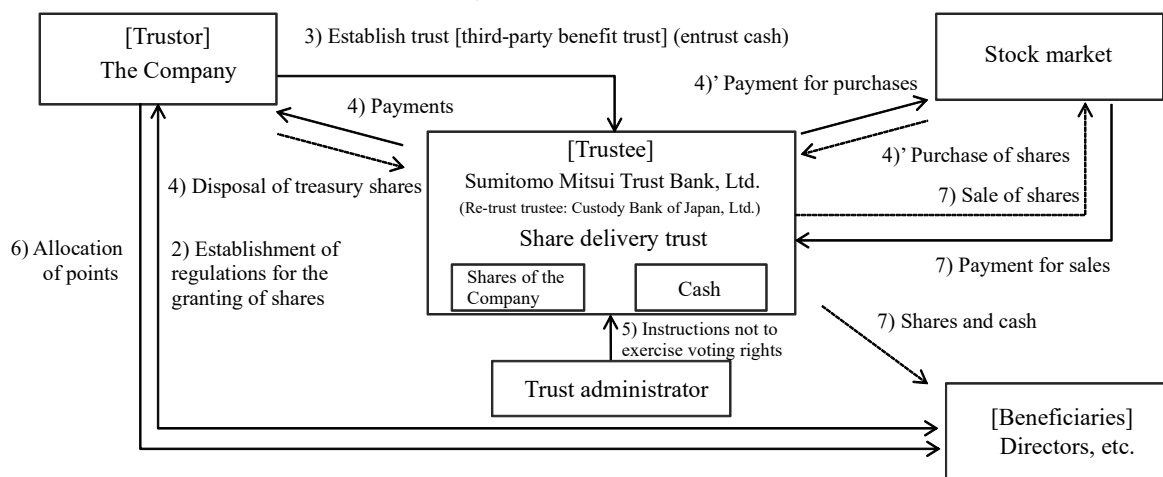 [Trustor]
The Company
3) Establish trust [third-party benefit trust] (entrust cash)
Stock market
4)’ Payment for purchases
4) Payments
[Trustee]
Sumitomo Mitsui Trust Bank, Ltd.
(Re-trust trustee: Custody Bank of Japan, Ltd.)
Share delivery trust
Shares of the
Company
Cash
4)’ Purchase of shares
4) Disposal of treasury shares
7) Sale of shares
6) Allocation
of points
2) Establishment of
regulations for the
granting of shares
7) Payment for sales
7) Shares and cash
5) Instructions not to
exercise voting rights
Trust administrator
[Beneficiaries]
Directors, etc.